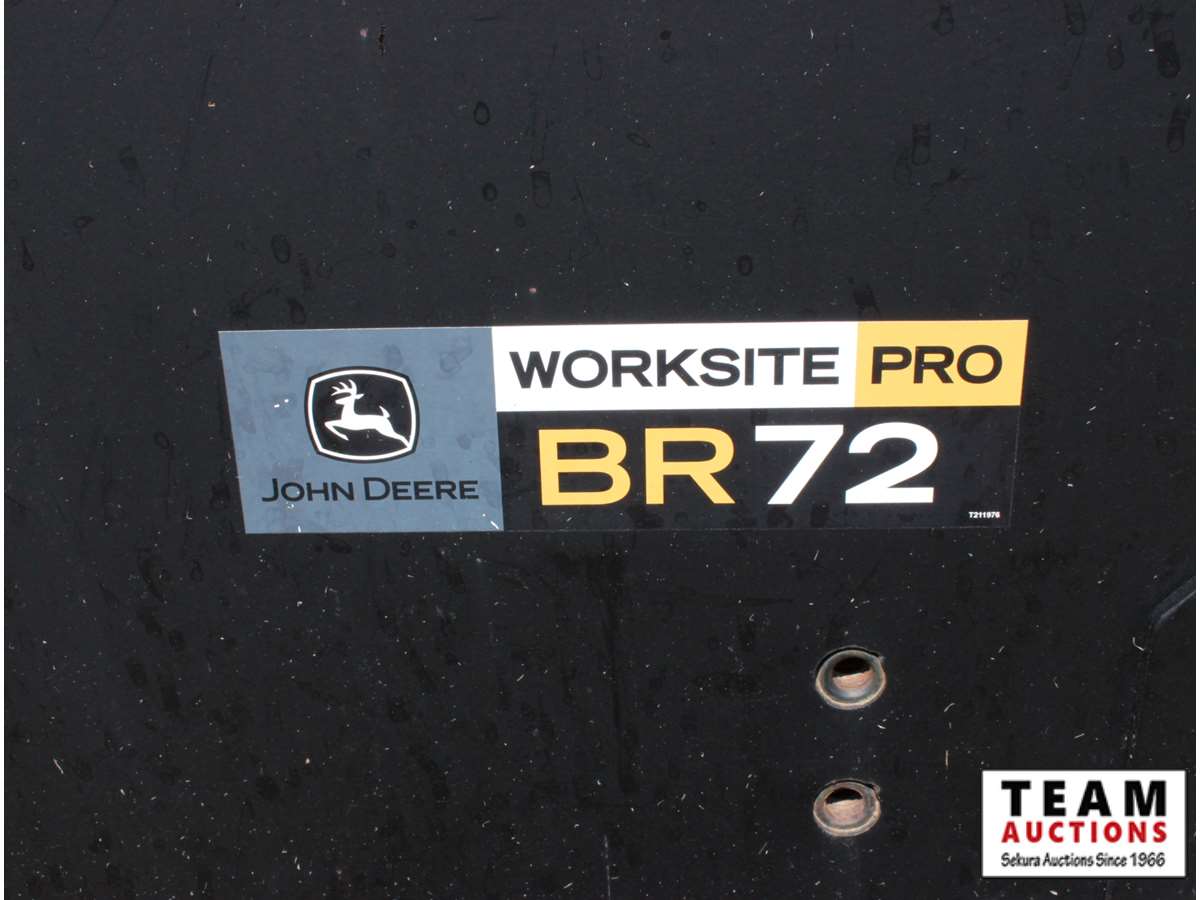 WORKSITE PRO
JOHN DEERE
BR72
T211976
TEAM
AUCTIONS
Sekura Auctions Since 1966